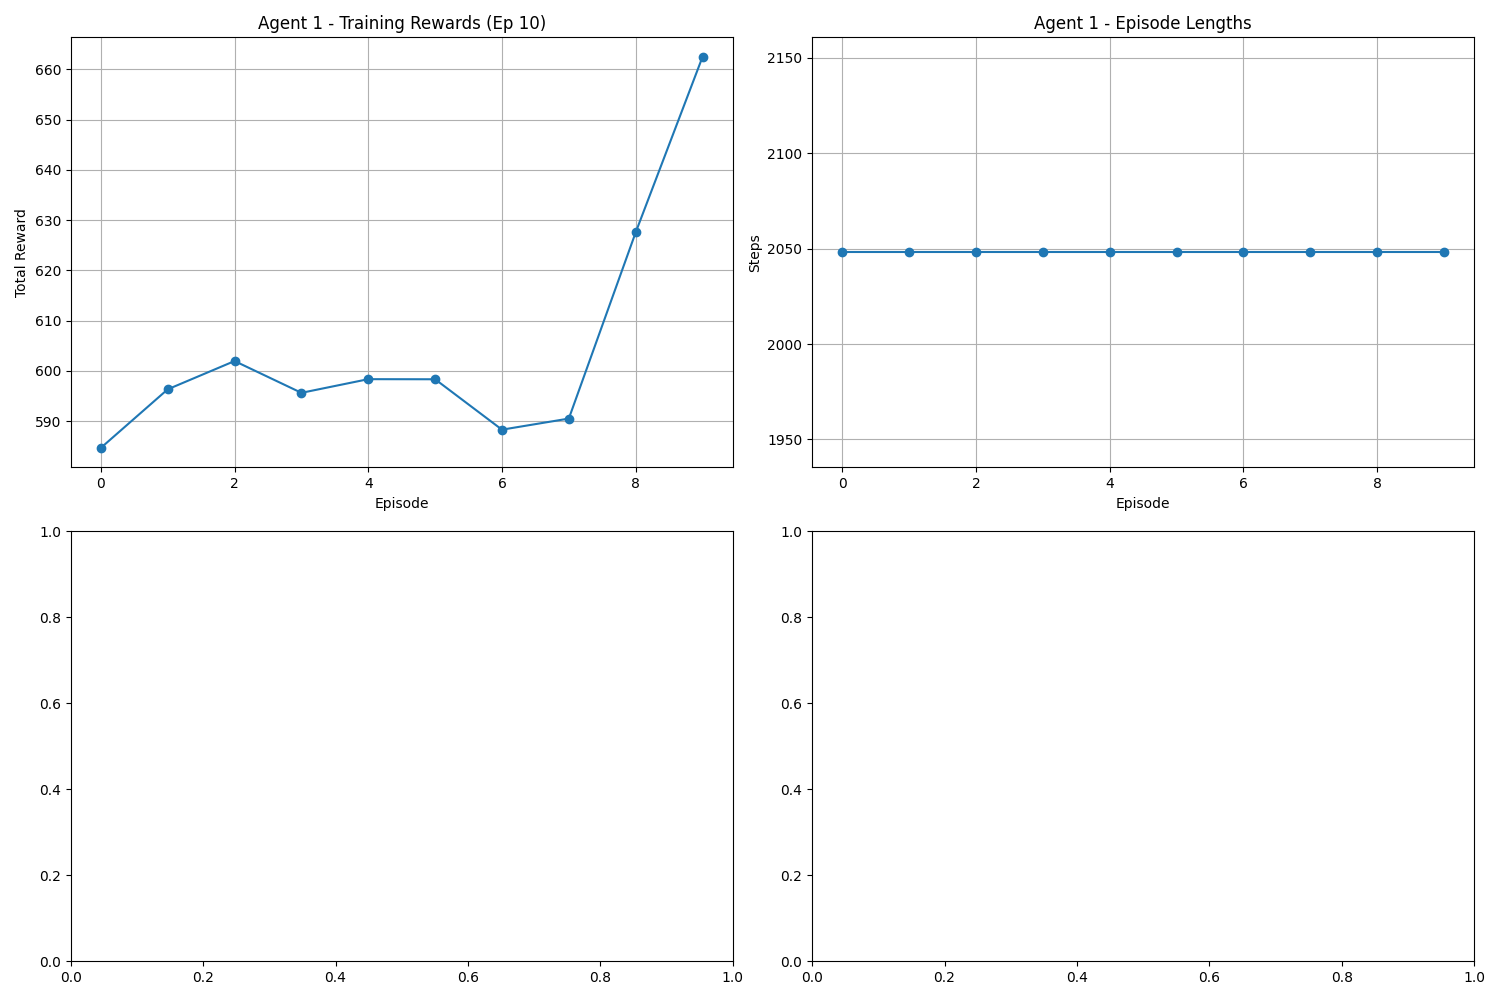 Agent 1 - Training Rewards (Ep 10)
660
650
640
630
620
610
600
590
Total Reward
0 2 4 6 8
Episode
Agent 1 - Episode Lengths
2150
2100
2050
2000
1950
Steps
0 2 4 6 8
Episode
1.0
0.8
0.6
0.4
0.2
0.0
0.0 0.2 0.4 0.6 0.8 1.0
1.0
0.8
0.6
0.4
0.2
0.0
0.0 0.2 0.4 0.6 0.8 1.0